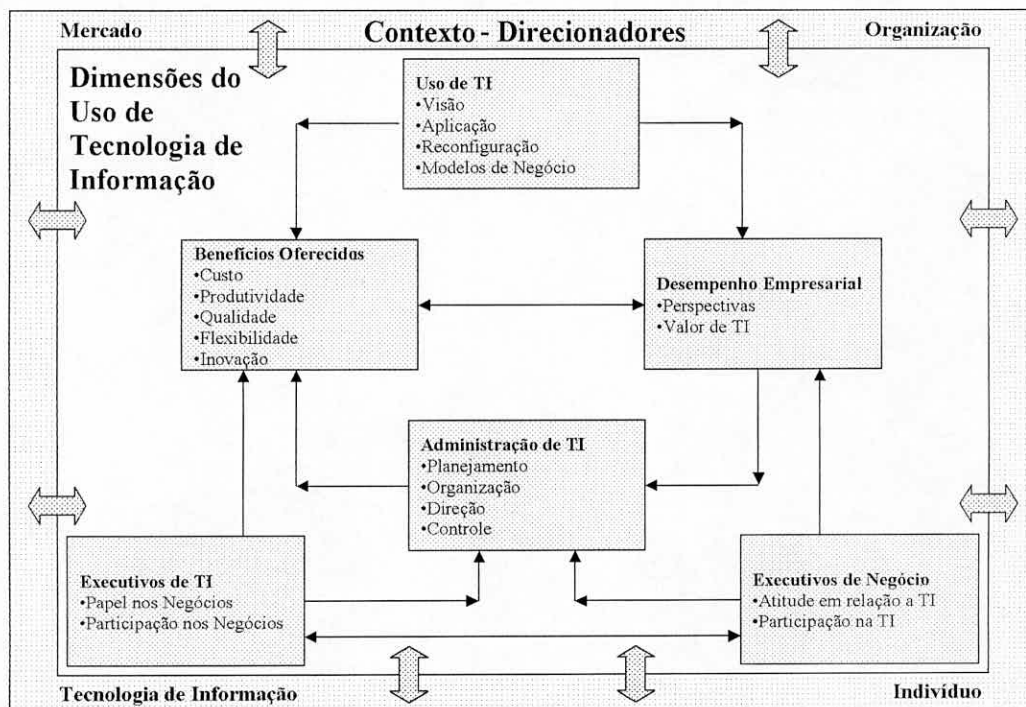 Mercado
Contexto - Direcionadores
Organização
Dimensões do
Uso de
Tecnologia de
Informação
Uso de TI
•Visão
•Aplicação
•Reconfiguração
•Modelos de Negócio
Benefícios Oferecidos
•Custo
•Produtividade
•Qualidade
•Flexibilidade
•Inovação
Desempenho Empresarial
•Perspectivas
•Valor de TI
Administração de TI
•Planejamento
•Organização
•Direção
•Controle
Executivos de TI
•Papel nos Negócios
•Participação nos Negócios
Executivos de Negócio
•Atitude em relação a TI
•Participação na TI
Tecnologia de Informação
Indivíduo